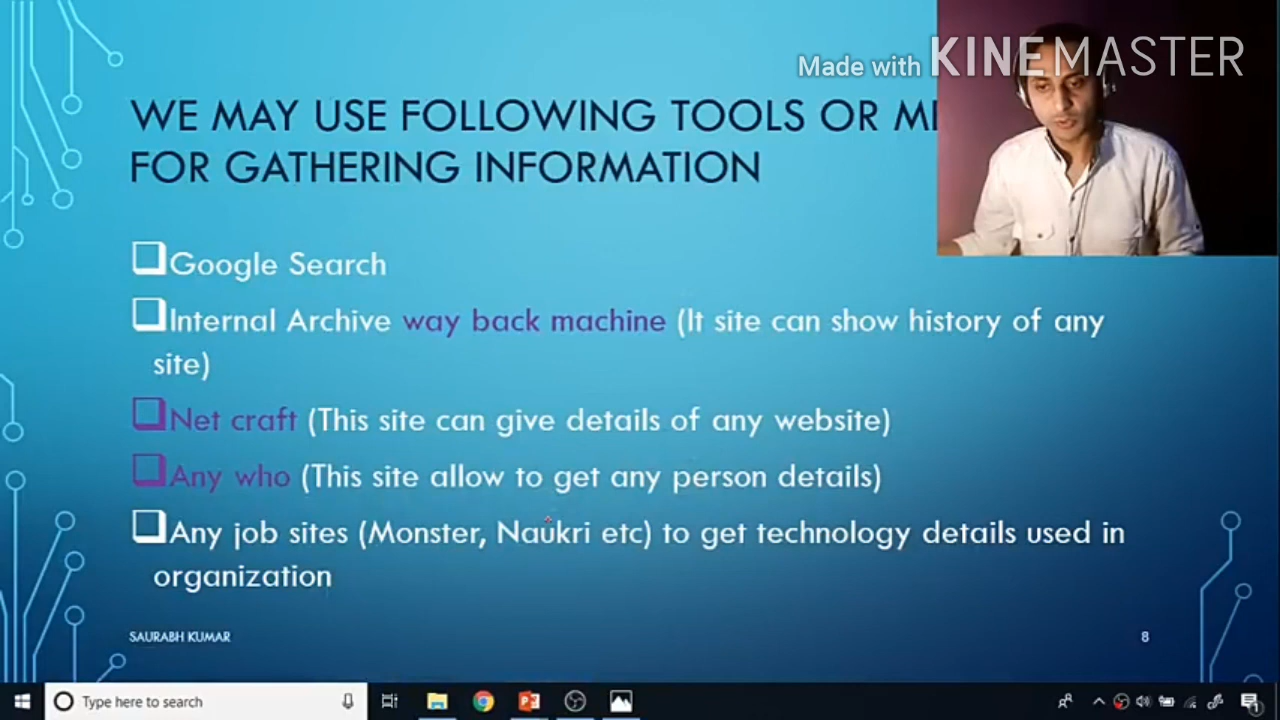 Made with KINEMASTER
WE MAY USE FOLLOWING TOOLS OR
FOR GATHERING INFORMATION
Google Search
Internal Archive way back machine (It site can show history of any
site)
Net craft (This site can give details of any website)
Any who (This site allow to get any person details)
Any job sites (Monster, Naukri etc) to get technology details used in
organization
SAURABH KUMAR
8
Type here to search